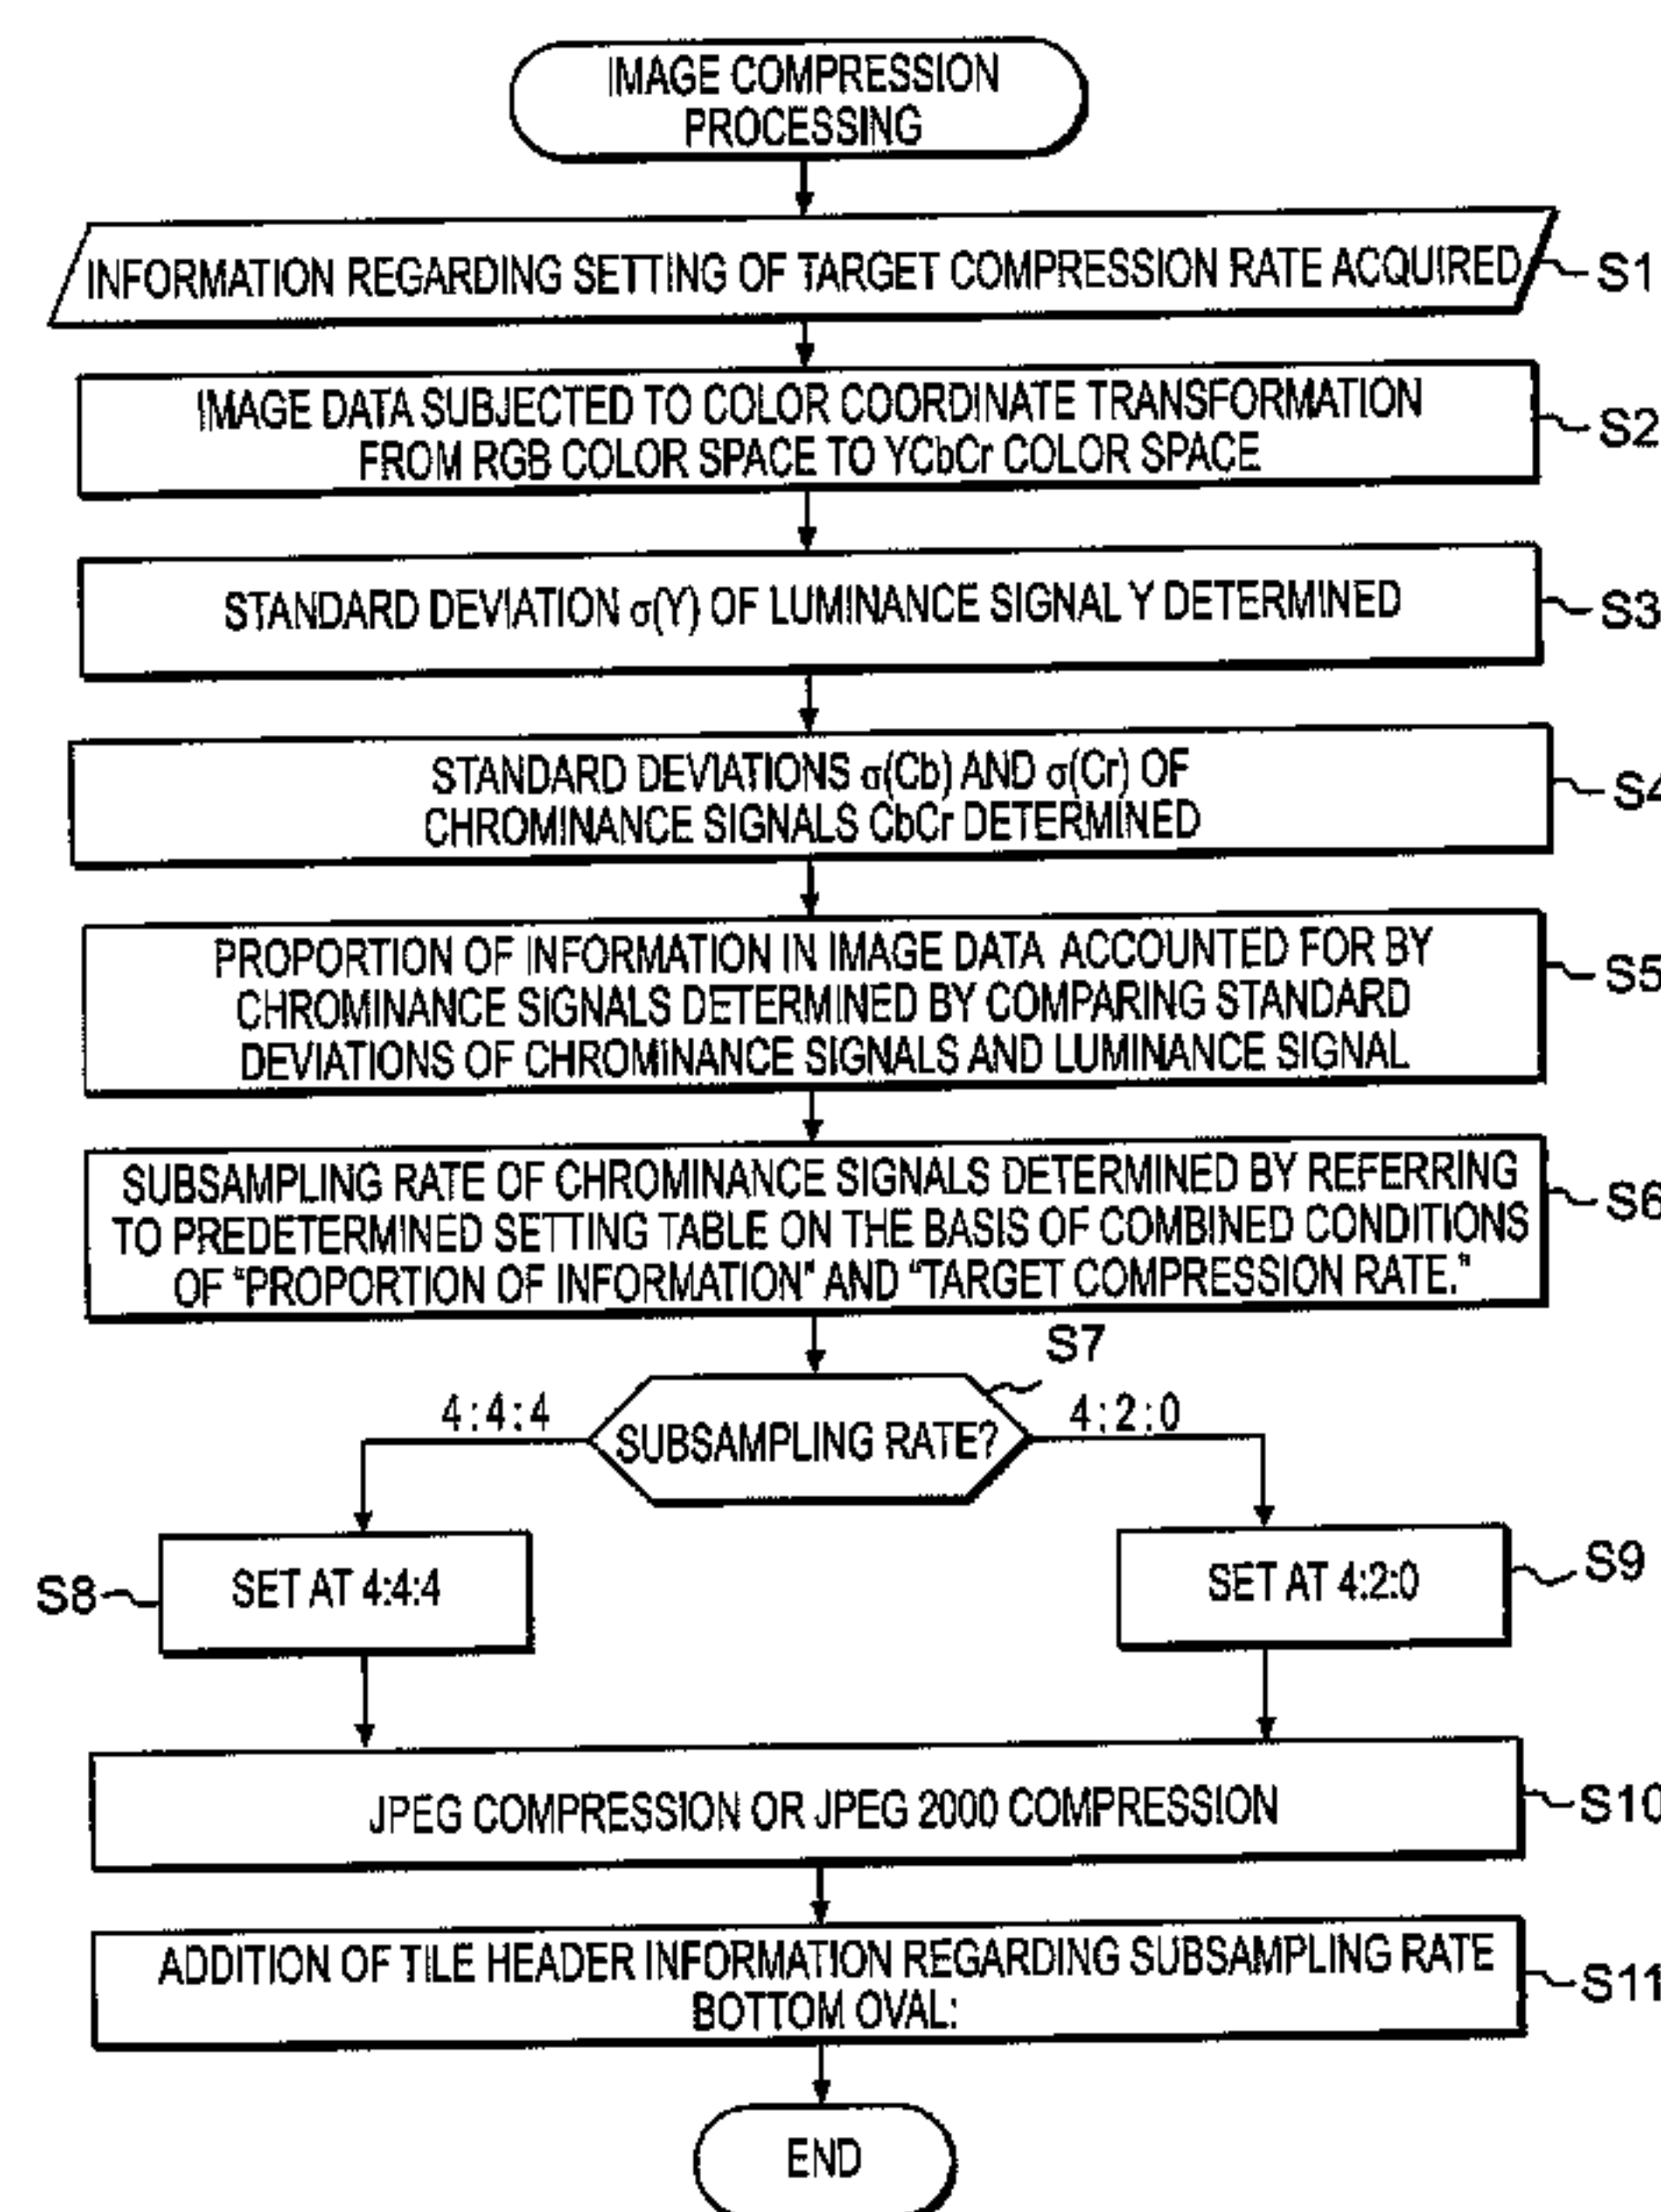 IMAGE COMPRESSION
PROCESSING
INFORMATION REGARDING SETTING OF TARGET COMPRESSION RATE ACQUIRED
S1
IMAGE DATA SUBJECTED TO COLOR COORDINATE TRANSFORMATION
FROM RGB COLOR SPACE TO YCbCr COLOR SPACE
S2
STANDARD DEVIATION σ(Y) OF LUMINANCE SIGNAL Y DETERMINED
S3
STANDARD DEVIATIONS σ(Cb) AND σ(Cr) OF
CHROMINANCE SIGNALS CbCr DETERMINED
S4
PROPORTION OF INFORMATION IN IMAGE DATA ACCOUNTED FOR BY
CHROMINANCE SIGNALS DETERMINED BY COMPARING STANDARD
DEVIATIONS OF CHROMINANCE SIGNALS AND LUMINANCE SIGNAL
S5
SUBSAMPLING RATE OF CHROMINANCE SIGNALS DETERMINED BY REFERRING
TO PREDETERMINED SETTING TABLE ON THE BASIS OF COMBINED CONDITIONS
OF "PROPORTION OF INFORMATION" AND "TARGET COMPRESSION RATE."
S6
S7
4:4:4
SUBSAMPLING RATE?
4:2:0
S8
SET AT 4:4:4
SET AT 4:2:0
S9
JPEG COMPRESSION OR JPEG 2000 COMPRESSION
S10
ADDITION OF TILE HEADER INFORMATION REGARDING SUBSAMPLING RATE
BOTTOM OVAL:
S11
END